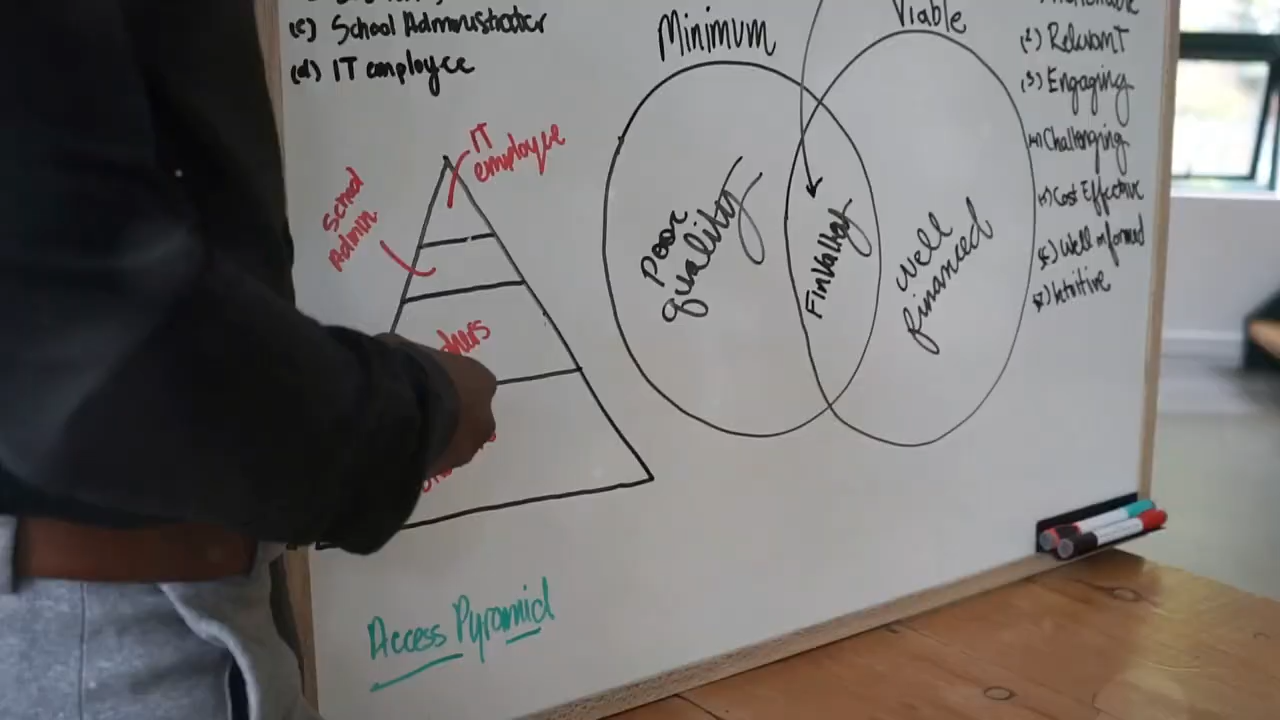 (c) School Administrator
(d) IT employee
IT
employee
School
Admin
Access Pyramid
Minimum
Viable
Poor
quality
Finkalley
Well
financed
(2) Relevant
(3) Engaging
(4) Challenging
(5) Cost Effective
(6) Well informed
(7) Intuitive